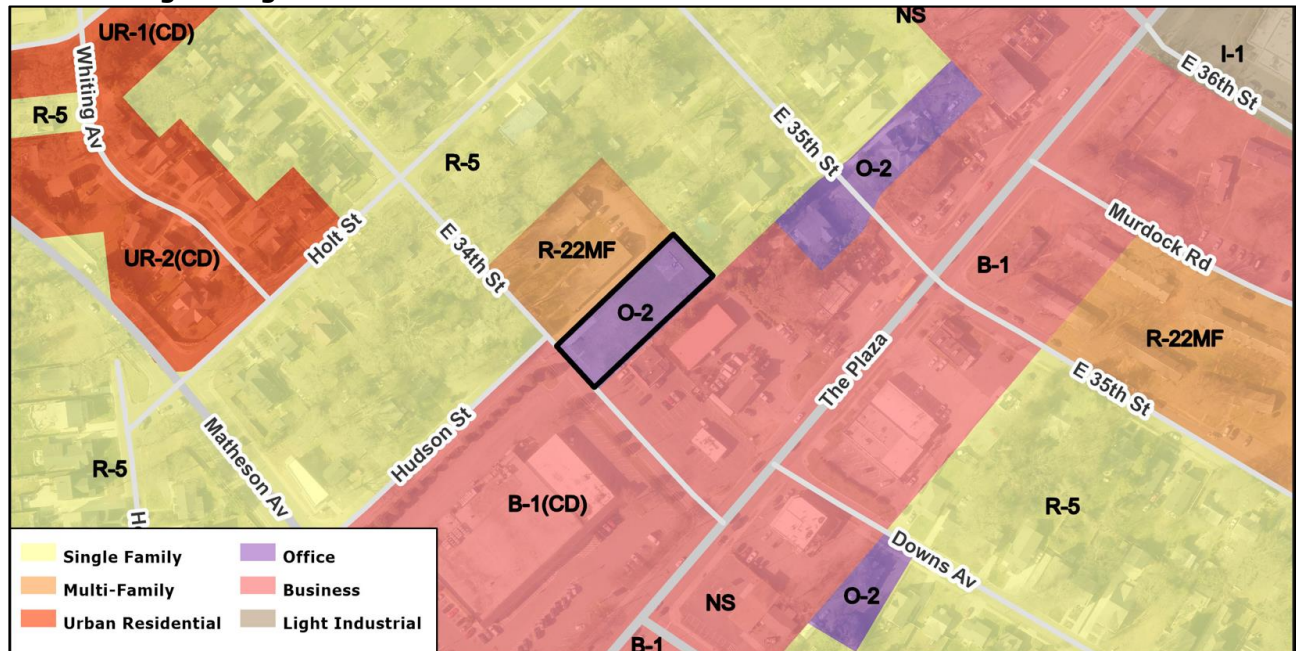 UR-1(CD)
NS
I-1
E 36th St
Whiting Av
R-5
E 35th St
R-5
O-2
Holt St
E 34th St
Murdock Rd
UR-2(CD)
R-22MF
B-1
O-2
R-22MF
The Plaza
E 35th St
Matheson Av
Hudson St
R-5
B-1(CD)
R-5
Downs Av
O-2
NS
B-1
Single Family
Office
Multi-Family
Business
Urban Residential
Light Industrial